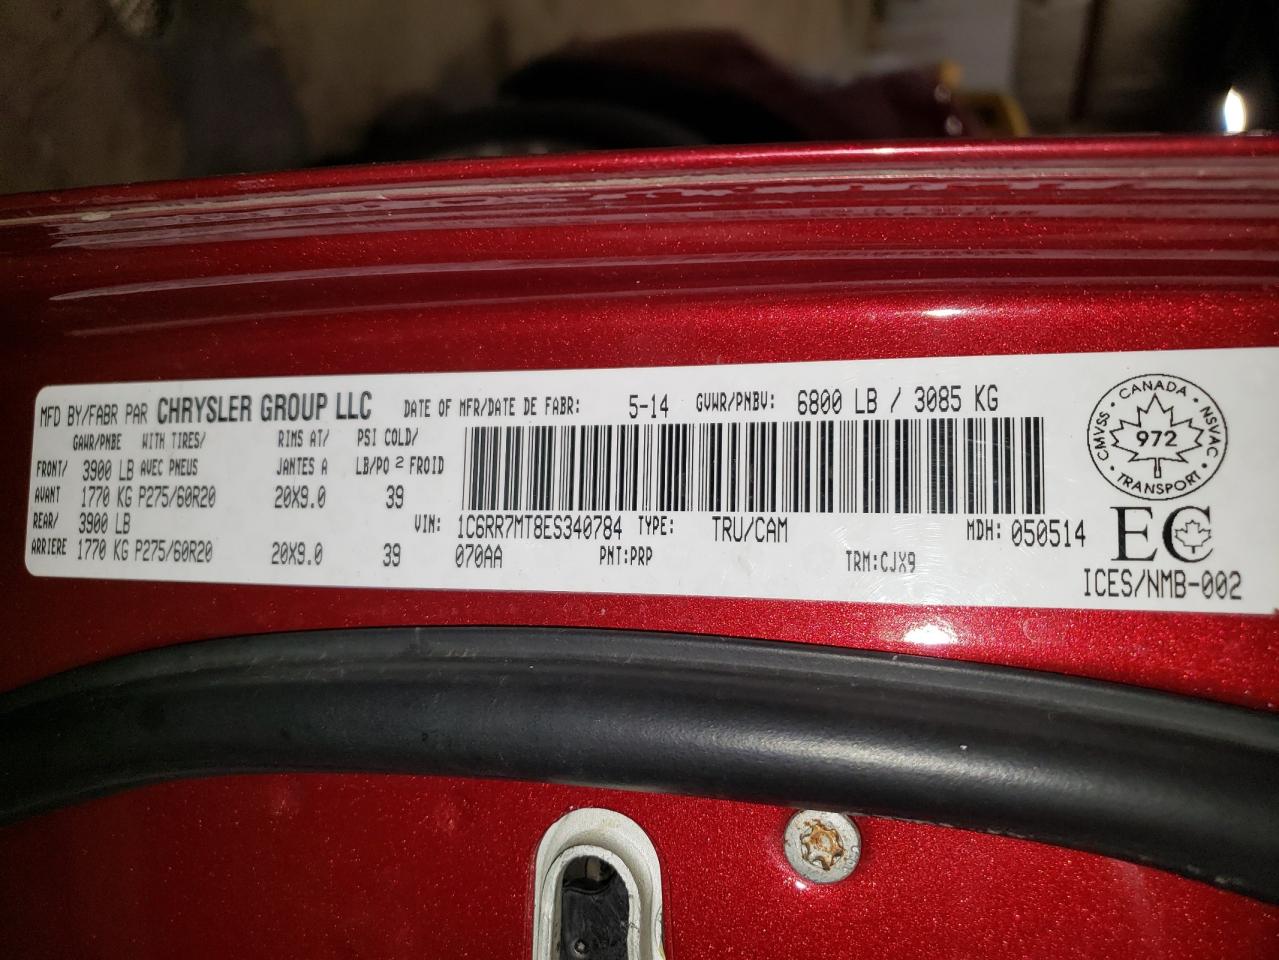 MFD BY/FABR PAR CHRYSLER GROUP LLC DATE OF MFR/DATE DE FABR: 5-14 GVWR/PNBV: 6800 LB / 3085 KG
GAWR/PNBE WITH TIRES/ RIMS AT/ PSI COLD/
FRONT/ 3900 LB AVEC PNEUS JANTES A LB/PO 2 FROID
AVANT 1770 KG P275/60R20 20X9.0 39
REAR/ 3900 LB VIN: 1C6RR7MT8ES340784 TYPE: TRU/CAM MDH: 050514
ARRIERE 1770 KG P275/60R20 20X9.0 39 070AA PNT:PRP TRM:CJX9
CMVSS · CANADA · NSVAC · TRANSPORT ·
972
EC
ICES/NMB-002